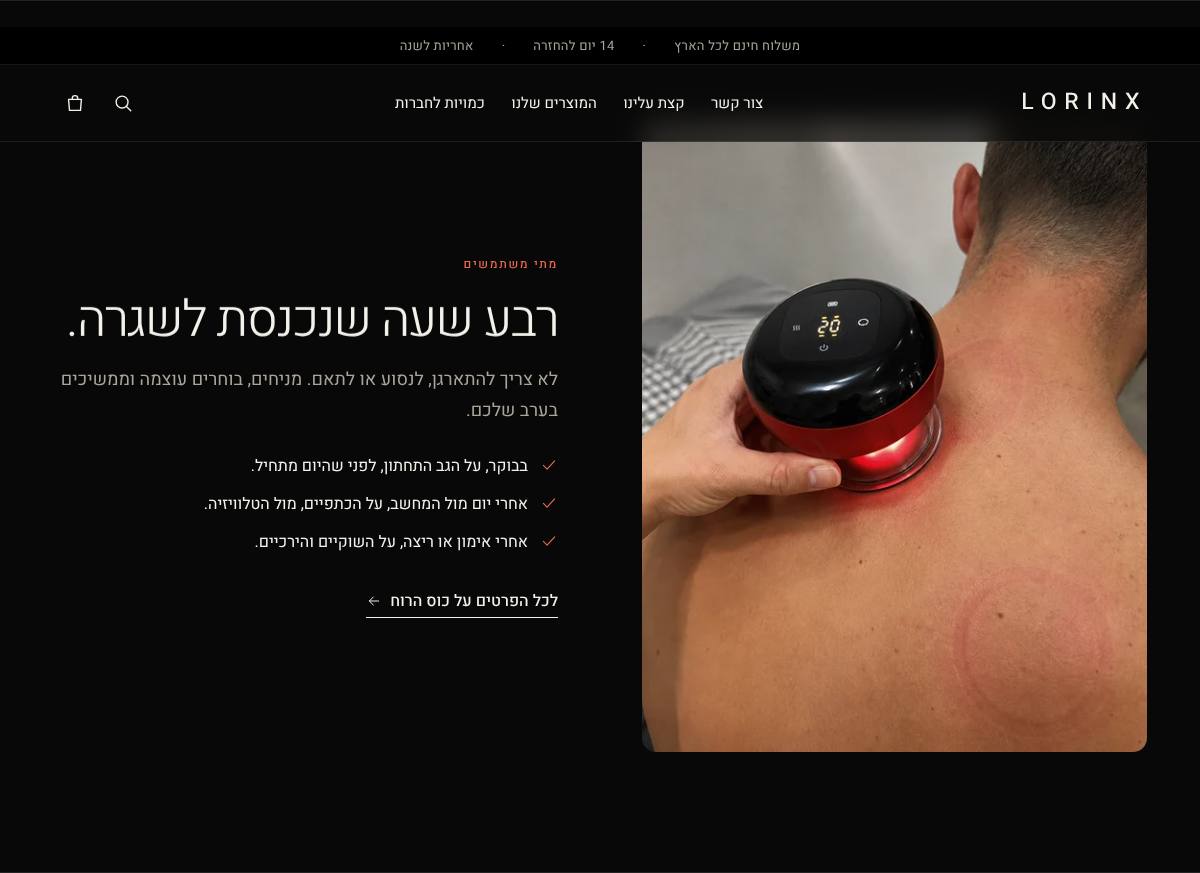 משלוח חינם לכל הארץ · 14 יום להחזרה · אחריות לשנה
LORINX
צור קשר קצת עלינו המוצרים שלנו כמויות לחברות
20
מתי משתמשים
רבע שעה שנכנסת לשגרה.
לא צריך להתארגן, לנסוע או לתאם. מניחים, בוחרים עוצמה וממשיכים
בערב שלכם.
בבוקר, על הגב התחתון, לפני שהיום מתחיל.
אחרי יום מול המחשב, על הכתפיים, מול הטלוויזיה.
אחרי אימון או ריצה, על השוקיים והירכיים.
לכל הפרטים על כוס הרוח ←